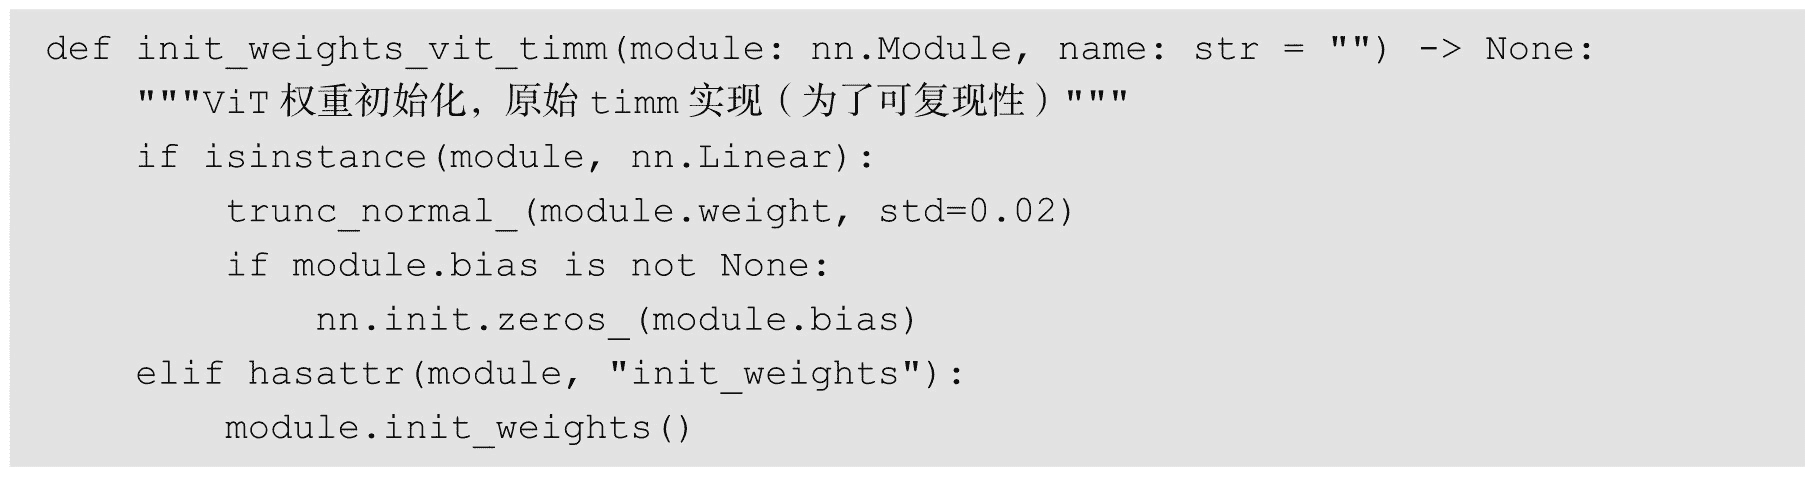 def init_weights_vit_timm(module: nn.Module, name: str = "") -> None:
    """ViT 权重初始化，原始 timm 实现（为了可复现性）"""
    if isinstance(module, nn.Linear):
        trunc_normal_(module.weight, std=0.02)
        if module.bias is not None:
            nn.init.zeros_(module.bias)
    elif hasattr(module, "init_weights"):
        module.init_weights()